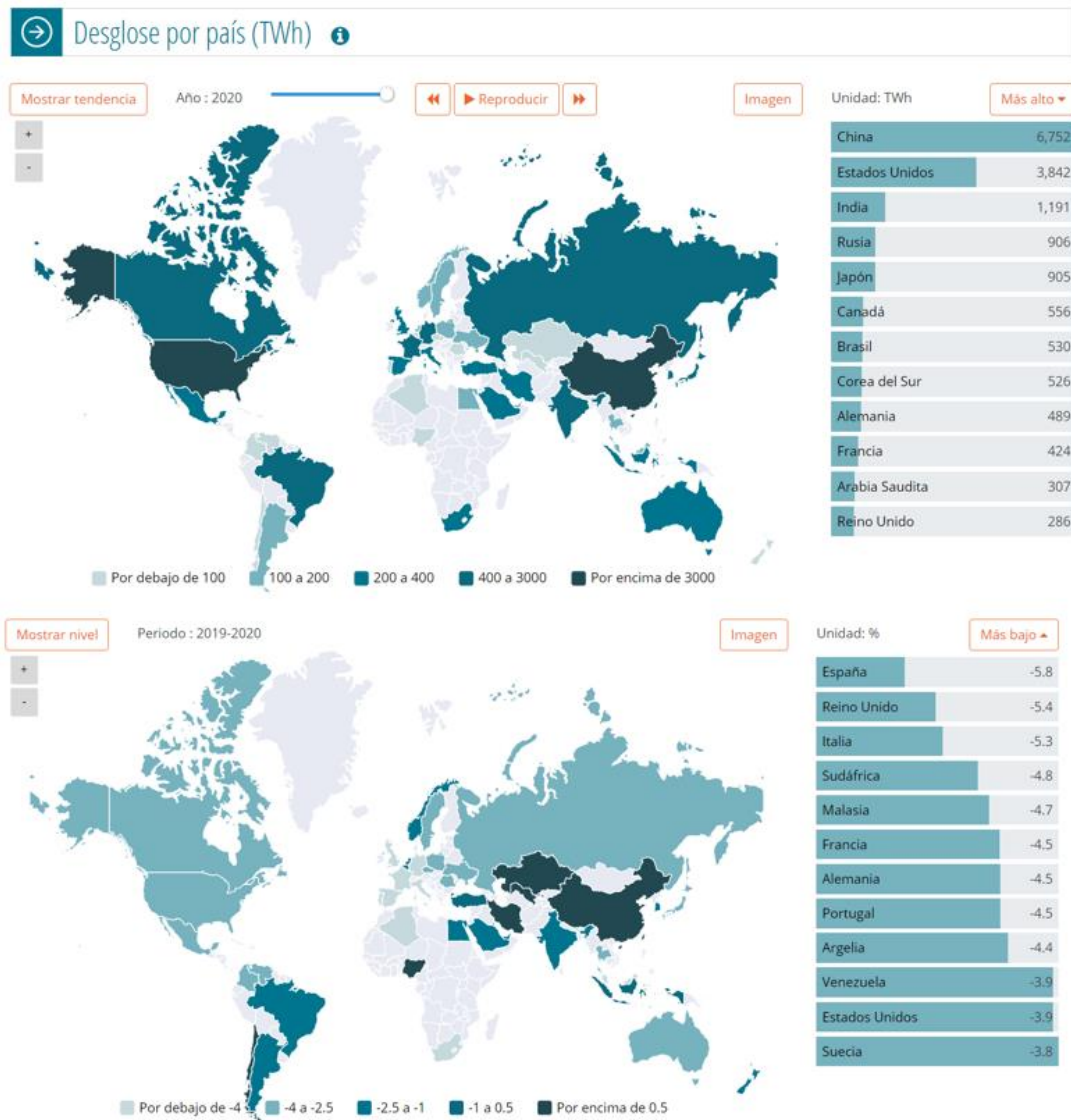 Desglose por país (TWh)
Mostrar tendencia Año : 2020 Reproducir Imagen Unidad: TWh Más alto
+
-
China 6,752
Estados Unidos 3,842
India 1,191
Rusia 906
Japón 905
Canadá 556
Brasil 530
Corea del Sur 526
Alemania 489
Francia 424
Arabia Saudita 307
Reino Unido 286
Por debajo de 100 100 a 200 200 a 400 400 a 3000 Por encima de 3000
Mostrar nivel Periodo : 2019-2020 Imagen Unidad: % Más bajo
+
-
España -5.8
Reino Unido -5.4
Italia -5.3
Sudáfrica -4.8
Malasia -4.7
Francia -4.5
Alemania -4.5
Portugal -4.5
Argelia -4.4
Venezuela -3.9
Estados Unidos -3.9
Suecia -3.8
Por debajo de -4 -4 a -2.5 -2.5 a -1 -1 a 0.5 Por encima de 0.5